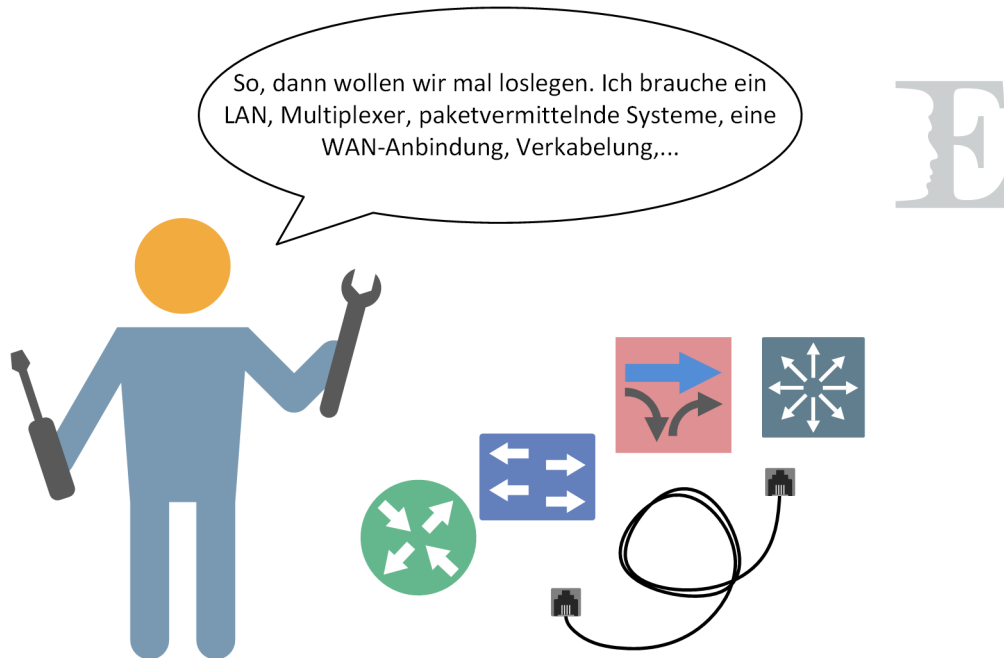 So, dann wollen wir mal loslegen. Ich brauche ein
LAN, Multiplexer, paketvermittelnde Systeme, eine
WAN-Anbindung, Verkabelung,...
E